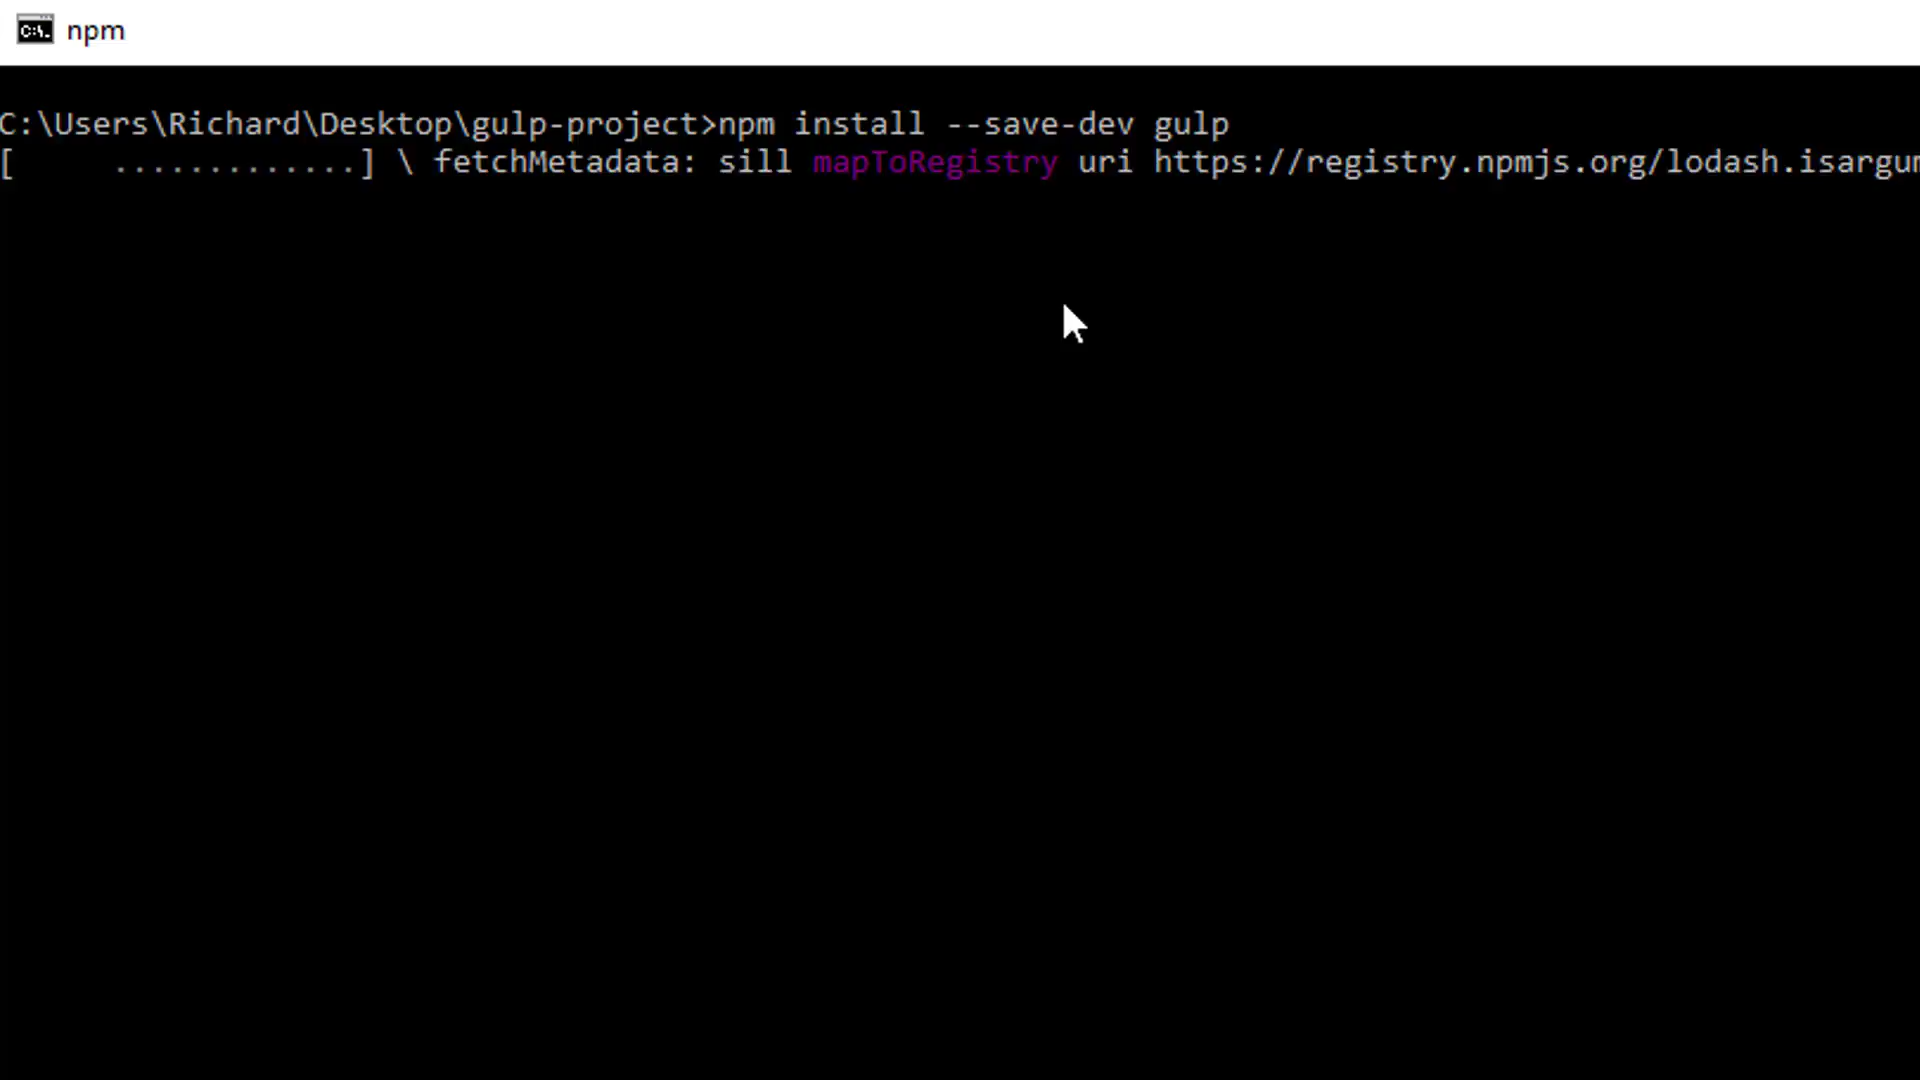 npm
C:\Users\Richard\Desktop\gulp-project>npm install --save-dev gulp
[     .............] \ fetchMetadata: sill mapToRegistry uri https://registry.npmjs.org/lodash.isargum